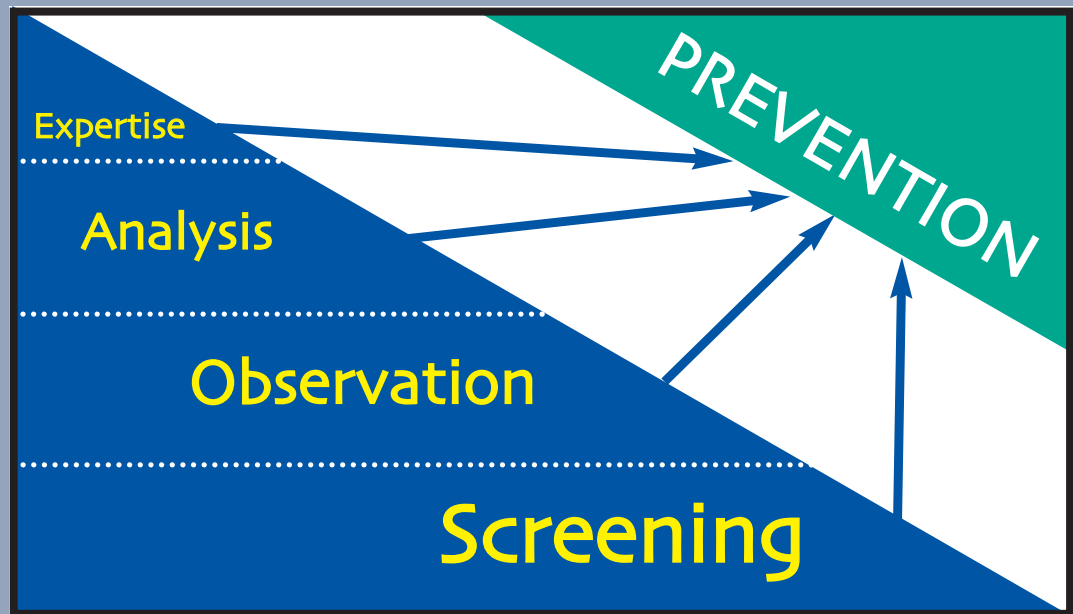 PREVENTION
Expertise
Analysis
Observation
Screening